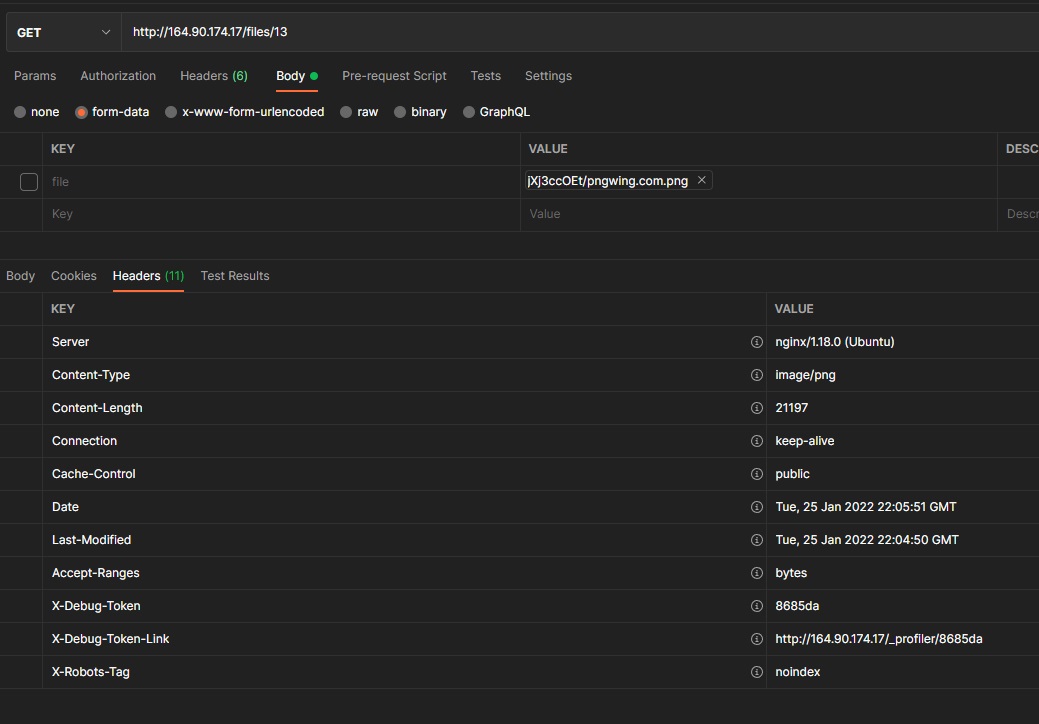 GET http://164.90.174.17/files/13
Params Authorization Headers (6) Body Pre-request Script Tests Settings
none form-data x-www-form-urlencoded raw binary GraphQL
KEY VALUE DESC
file jXj3ccOEt/pngwing.com.png
Key Value Descr
Body Cookies Headers (11) Test Results
KEY VALUE
Server nginx/1.18.0 (Ubuntu)
Content-Type image/png
Content-Length 21197
Connection keep-alive
Cache-Control public
Date Tue, 25 Jan 2022 22:05:51 GMT
Last-Modified Tue, 25 Jan 2022 22:04:50 GMT
Accept-Ranges bytes
X-Debug-Token 8685da
X-Debug-Token-Link http://164.90.174.17/_profiler/8685da
X-Robots-Tag noindex